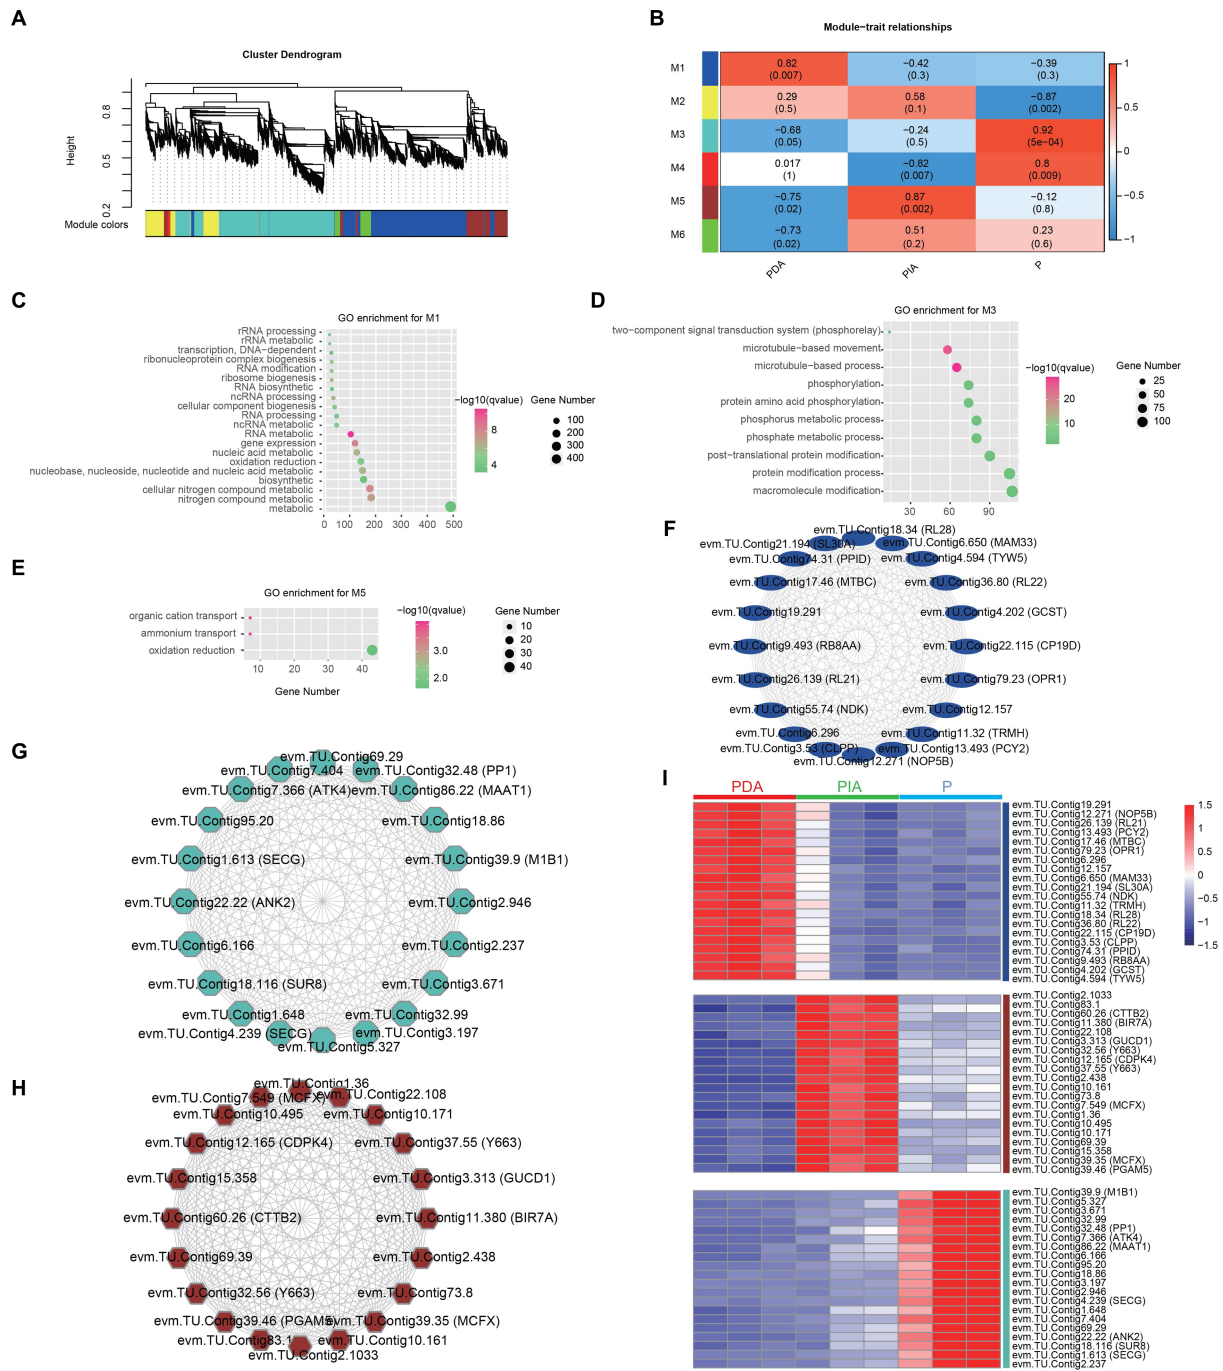 A
Cluster Dendrogram
Height
0.8
0.5
0.2
Module colors
B
Module−trait relationships
M1 0.82 (0.007) −0.42 (0.3) −0.39 (0.3)
M2 0.29 (0.5) 0.58 (0.1) −0.87 (0.002)
M3 −0.68 (0.05) −0.24 (0.5) 0.92 (5e−04)
M4 0.017 (1) −0.82 (0.007) 0.8 (0.009)
M5 −0.75 (0.02) 0.87 (0.002) −0.12 (0.8)
M6 −0.73 (0.02) 0.51 (0.2) 0.23 (0.6)
PDA PIA P
1
0.5
0
−0.5
−1
C
GO enrichment for M1
rRNA processing
rRNA metabolic
transcription, DNA−dependent
ribonucleoprotein complex biogenesis
RNA modification
ribosome biogenesis
RNA biosynthetic
ncRNA processing
cellular component biogenesis
RNA processing
ncRNA metabolic
RNA metabolic
gene expression
nucleic acid metabolic
oxidation reduction
nucleobase, nucleoside, nucleotide and nucleic acid metabolic
biosynthetic
cellular nitrogen compound metabolic
nitrogen compound metabolic
metabolic
0 100 200 300 400 500
−log10(qvalue)
8
4
Gene Number
100
200
300
400
D
GO enrichment for M3
two−component signal transduction system (phosphorelay)
microtubule−based movement
microtubule−based process
phosphorylation
protein amino acid phosphorylation
phosphorus metabolic process
phosphate metabolic process
post−translational protein modification
protein modification process
macromolecule modification
30 60 90
−log10(qvalue)
20
10
Gene Number
25
50
75
100
E
GO enrichment for M5
organic cation transport
ammonium transport
oxidation reduction
10 20 30 40
Gene Number
−log10(qvalue)
3.0
2.0
Gene Number
10
20
30
40
F
evm.TU.Contig18.34 (RL28)
evm.TU.Contig21.194 (SL30A) evm.TU.Contig6.650 (MAM33)
evm.TU.Contig74.31 (PPID) evm.TU.Contig4.594 (TYW5)
evm.TU.Contig17.46 (MTBC) evm.TU.Contig36.80 (RL22)
evm.TU.Contig19.291 evm.TU.Contig4.202 (GCST)
evm.TU.Contig9.493 (RB8AA) evm.TU.Contig22.115 (CP19D)
evm.TU.Contig26.139 (RL21) evm.TU.Contig79.23 (OPR1)
evm.TU.Contig55.74 (NDK) evm.TU.Contig12.157
evm.TU.Contig6.296 evm.TU.Contig11.32 (TRMH)
evm.TU.Contig3.53 (CLPP) evm.TU.Contig13.493 (PCY2)
evm.TU.Contig12.271 (NOP5B)
G
evm.TU.Contig69.29
evm.TU.Contig7.404 evm.TU.Contig32.48 (PP1)
evm.TU.Contig7.366 (ATK4) evm.TU.Contig86.22 (MAAT1)
evm.TU.Contig95.20 evm.TU.Contig18.86
evm.TU.Contig1.613 (SECG) evm.TU.Contig39.9 (M1B1)
evm.TU.Contig22.22 (ANK2) evm.TU.Contig2.946
evm.TU.Contig6.166 evm.TU.Contig2.237
evm.TU.Contig18.116 (SUR8) evm.TU.Contig3.671
evm.TU.Contig1.648 evm.TU.Contig32.99
evm.TU.Contig4.239 (SECG) evm.TU.Contig3.197
evm.TU.Contig5.327
H
evm.TU.Contig1.36
evm.TU.Contig7.549 (MCFX) evm.TU.Contig22.108
evm.TU.Contig10.495 evm.TU.Contig10.171
evm.TU.Contig12.165 (CDPK4) evm.TU.Contig37.55 (Y663)
evm.TU.Contig15.358 evm.TU.Contig3.313 (GUCD1)
evm.TU.Contig60.26 (CTTB2) evm.TU.Contig11.380 (BIR7A)
evm.TU.Contig69.39 evm.TU.Contig2.438
evm.TU.Contig32.56 (Y663) evm.TU.Contig73.8
evm.TU.Contig39.46 (PGAM5) evm.TU.Contig39.35 (MCFX)
evm.TU.Contig83.1 evm.TU.Contig10.161
evm.TU.Contig2.1033
I
PDA PIA P
evm.TU.Contig19.291
evm.TU.Contig12.271 (NOP5B)
evm.TU.Contig26.139 (RL21)
evm.TU.Contig13.493 (PCY2)
evm.TU.Contig17.46 (MTBC)
evm.TU.Contig79.23 (OPR1)
evm.TU.Contig6.296
evm.TU.Contig12.157
evm.TU.Contig6.650 (MAM33)
evm.TU.Contig21.194 (SL30A)
evm.TU.Contig55.74 (NDK)
evm.TU.Contig11.32 (TRMH)
evm.TU.Contig18.34 (RL28)
evm.TU.Contig36.80 (RL22)
evm.TU.Contig22.115 (CP19D)
evm.TU.Contig3.53 (CLPP)
evm.TU.Contig74.31 (PPID)
evm.TU.Contig9.493 (RB8AA)
evm.TU.Contig4.202 (GCST)
evm.TU.Contig4.594 (TYW5)
evm.TU.Contig2.1033
evm.TU.Contig83.1
evm.TU.Contig60.26 (CTTB2)
evm.TU.Contig11.380 (BIR7A)
evm.TU.Contig22.108
evm.TU.Contig3.313 (GUCD1)
evm.TU.Contig32.56 (Y663)
evm.TU.Contig12.165 (CDPK4)
evm.TU.Contig37.55 (Y663)
evm.TU.Contig2.438
evm.TU.Contig10.161
evm.TU.Contig73.8
evm.TU.Contig7.549 (MCFX)
evm.TU.Contig1.36
evm.TU.Contig10.495
evm.TU.Contig10.171
evm.TU.Contig69.39
evm.TU.Contig15.358
evm.TU.Contig39.35 (MCFX)
evm.TU.Contig39.46 (PGAM5)
evm.TU.Contig39.9 (M1B1)
evm.TU.Contig5.327
evm.TU.Contig3.671
evm.TU.Contig32.99
evm.TU.Contig32.48 (PP1)
evm.TU.Contig7.366 (ATK4)
evm.TU.Contig86.22 (MAAT1)
evm.TU.Contig6.166
evm.TU.Contig95.20
evm.TU.Contig18.86
evm.TU.Contig3.197
evm.TU.Contig2.946
evm.TU.Contig4.239 (SECG)
evm.TU.Contig1.648
evm.TU.Contig7.404
evm.TU.Contig69.29
evm.TU.Contig22.22 (ANK2)
evm.TU.Contig18.116 (SUR8)
evm.TU.Contig1.613 (SECG)
evm.TU.Contig2.237
1.5
1
0.5
0
−0.5
−1
−1.5